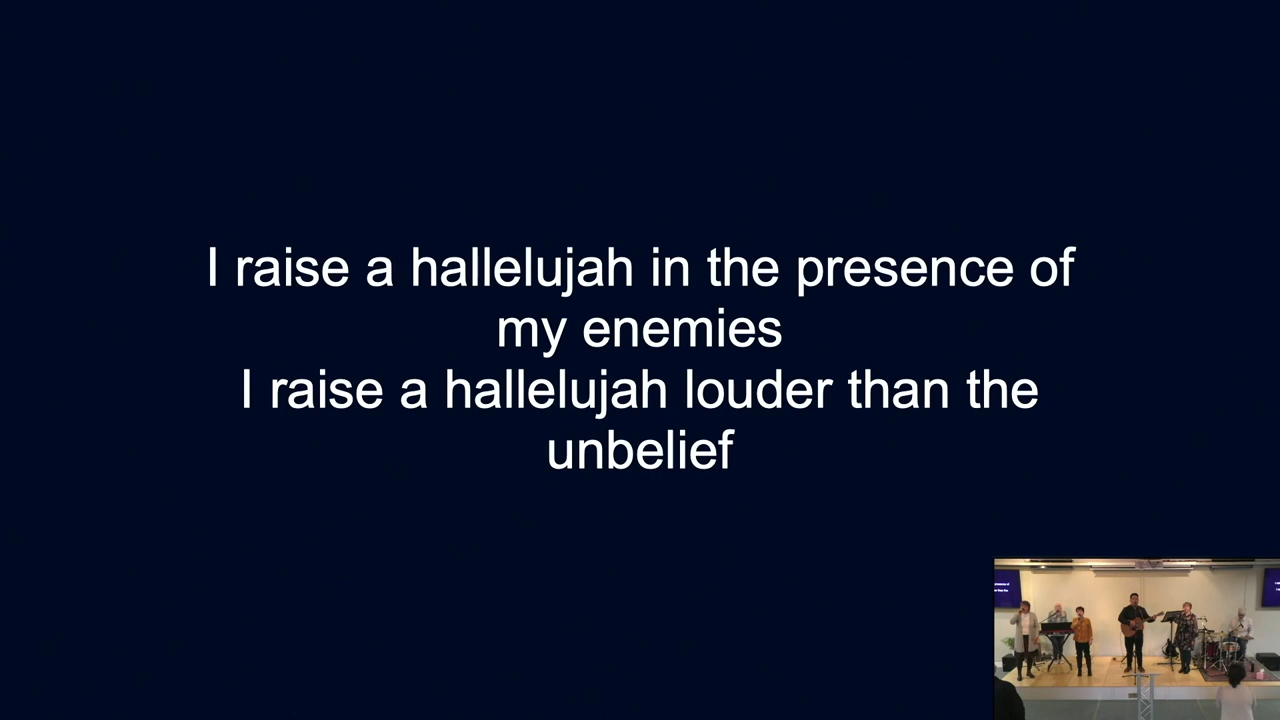 I raise a hallelujah in the presence of
my enemies
I raise a hallelujah louder than the
unbelief